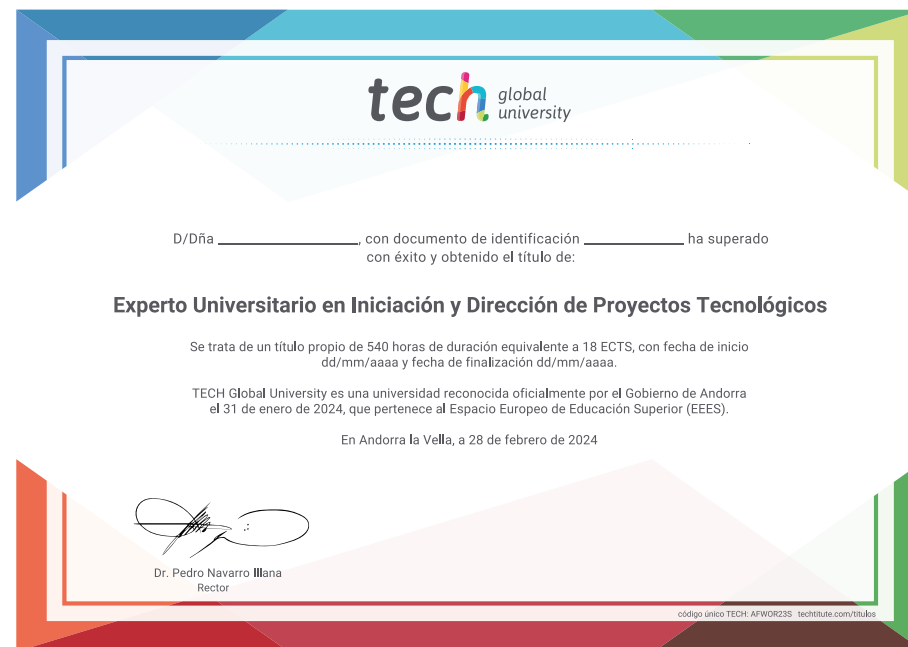 tech global
university
D/Dña ____________________, con documento de identificación ______________ ha superado
con éxito y obtenido el título de:
Experto Universitario en Iniciación y Dirección de Proyectos Tecnológicos
Se trata de un título propio de 540 horas de duración equivalente a 18 ECTS, con fecha de inicio
dd/mm/aaaa y fecha de finalización dd/mm/aaaa.
TECH Global University es una universidad reconocida oficialmente por el Gobierno de Andorra
el 31 de enero de 2024, que pertenece al Espacio Europeo de Educación Superior (EEES).
En Andorra la Vella, a 28 de febrero de 2024
Dr. Pedro Navarro Illana
Rector
código único TECH: AFWOR23S techtitute.com/titulos